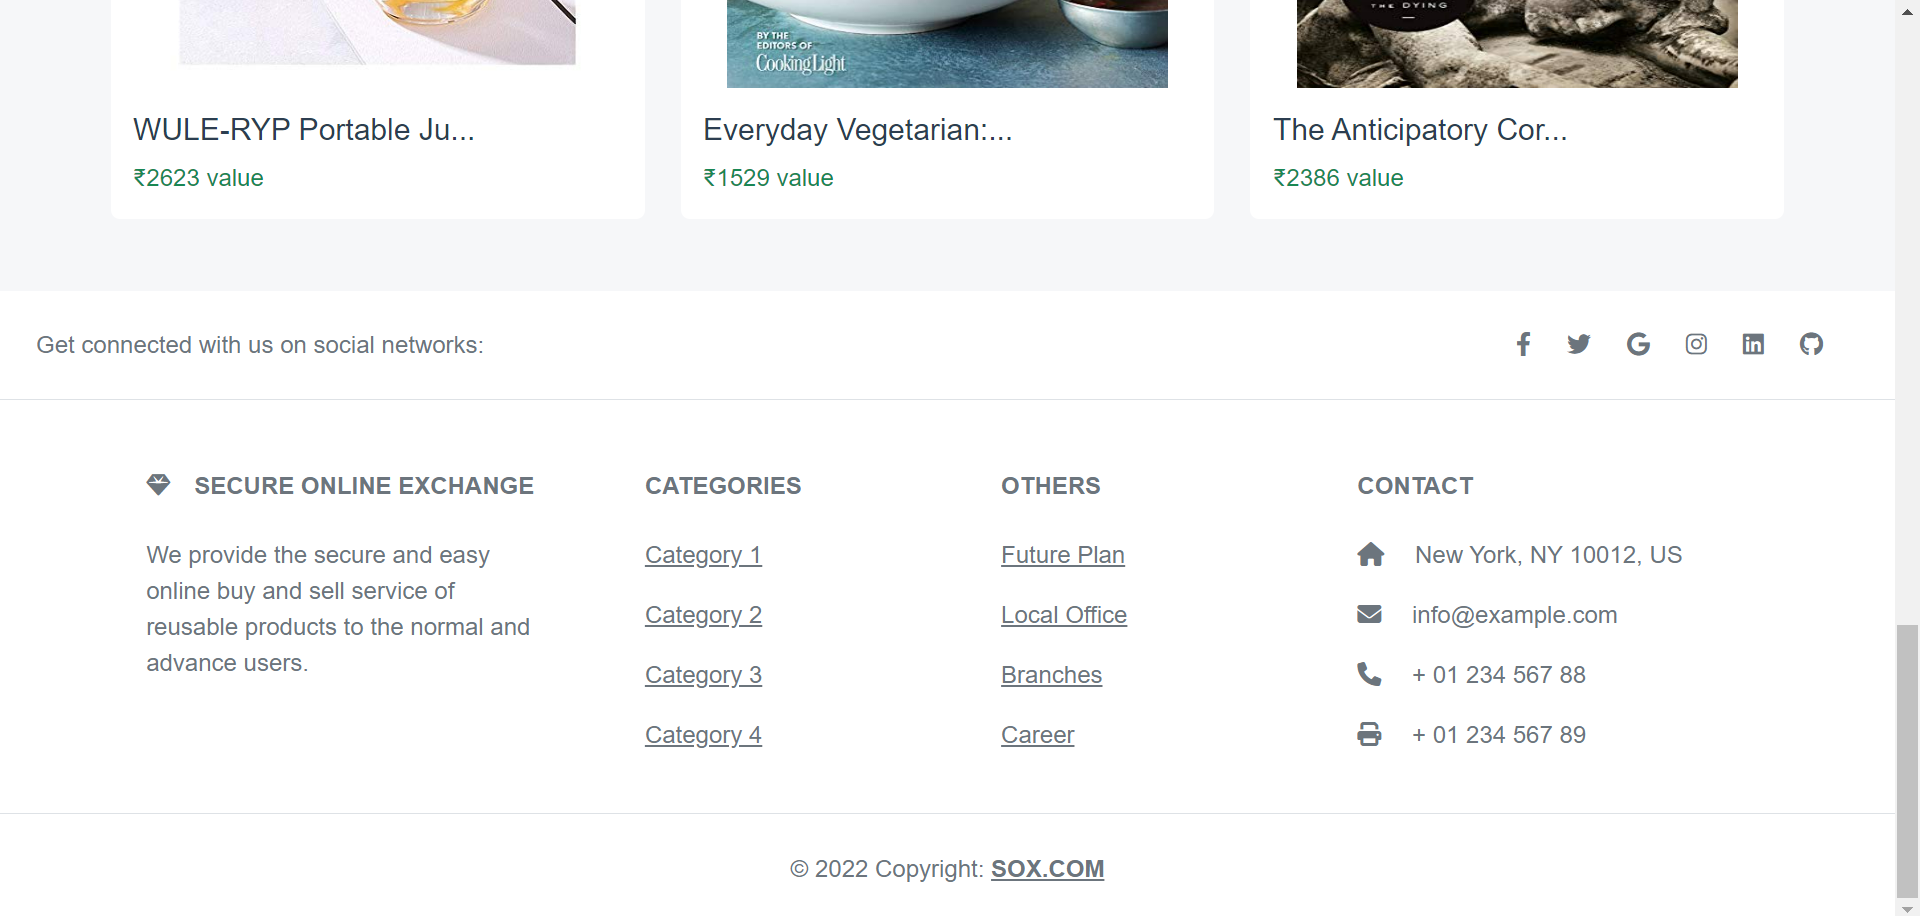 BY THE
EDITORS OF
CookingLight
THE DYING
WULE-RYP Portable Ju...
₹2623 value
Everyday Vegetarian:...
₹1529 value
The Anticipatory Cor...
₹2386 value
Get connected with us on social networks:
SECURE ONLINE EXCHANGE
We provide the secure and easy
online buy and sell service of
reusable products to the normal and
advance users.
CATEGORIES
Category 1
Category 2
Category 3
Category 4
OTHERS
Future Plan
Local Office
Branches
Career
CONTACT
New York, NY 10012, US
info@example.com
+ 01 234 567 88
+ 01 234 567 89
© 2022 Copyright: SOX.COM